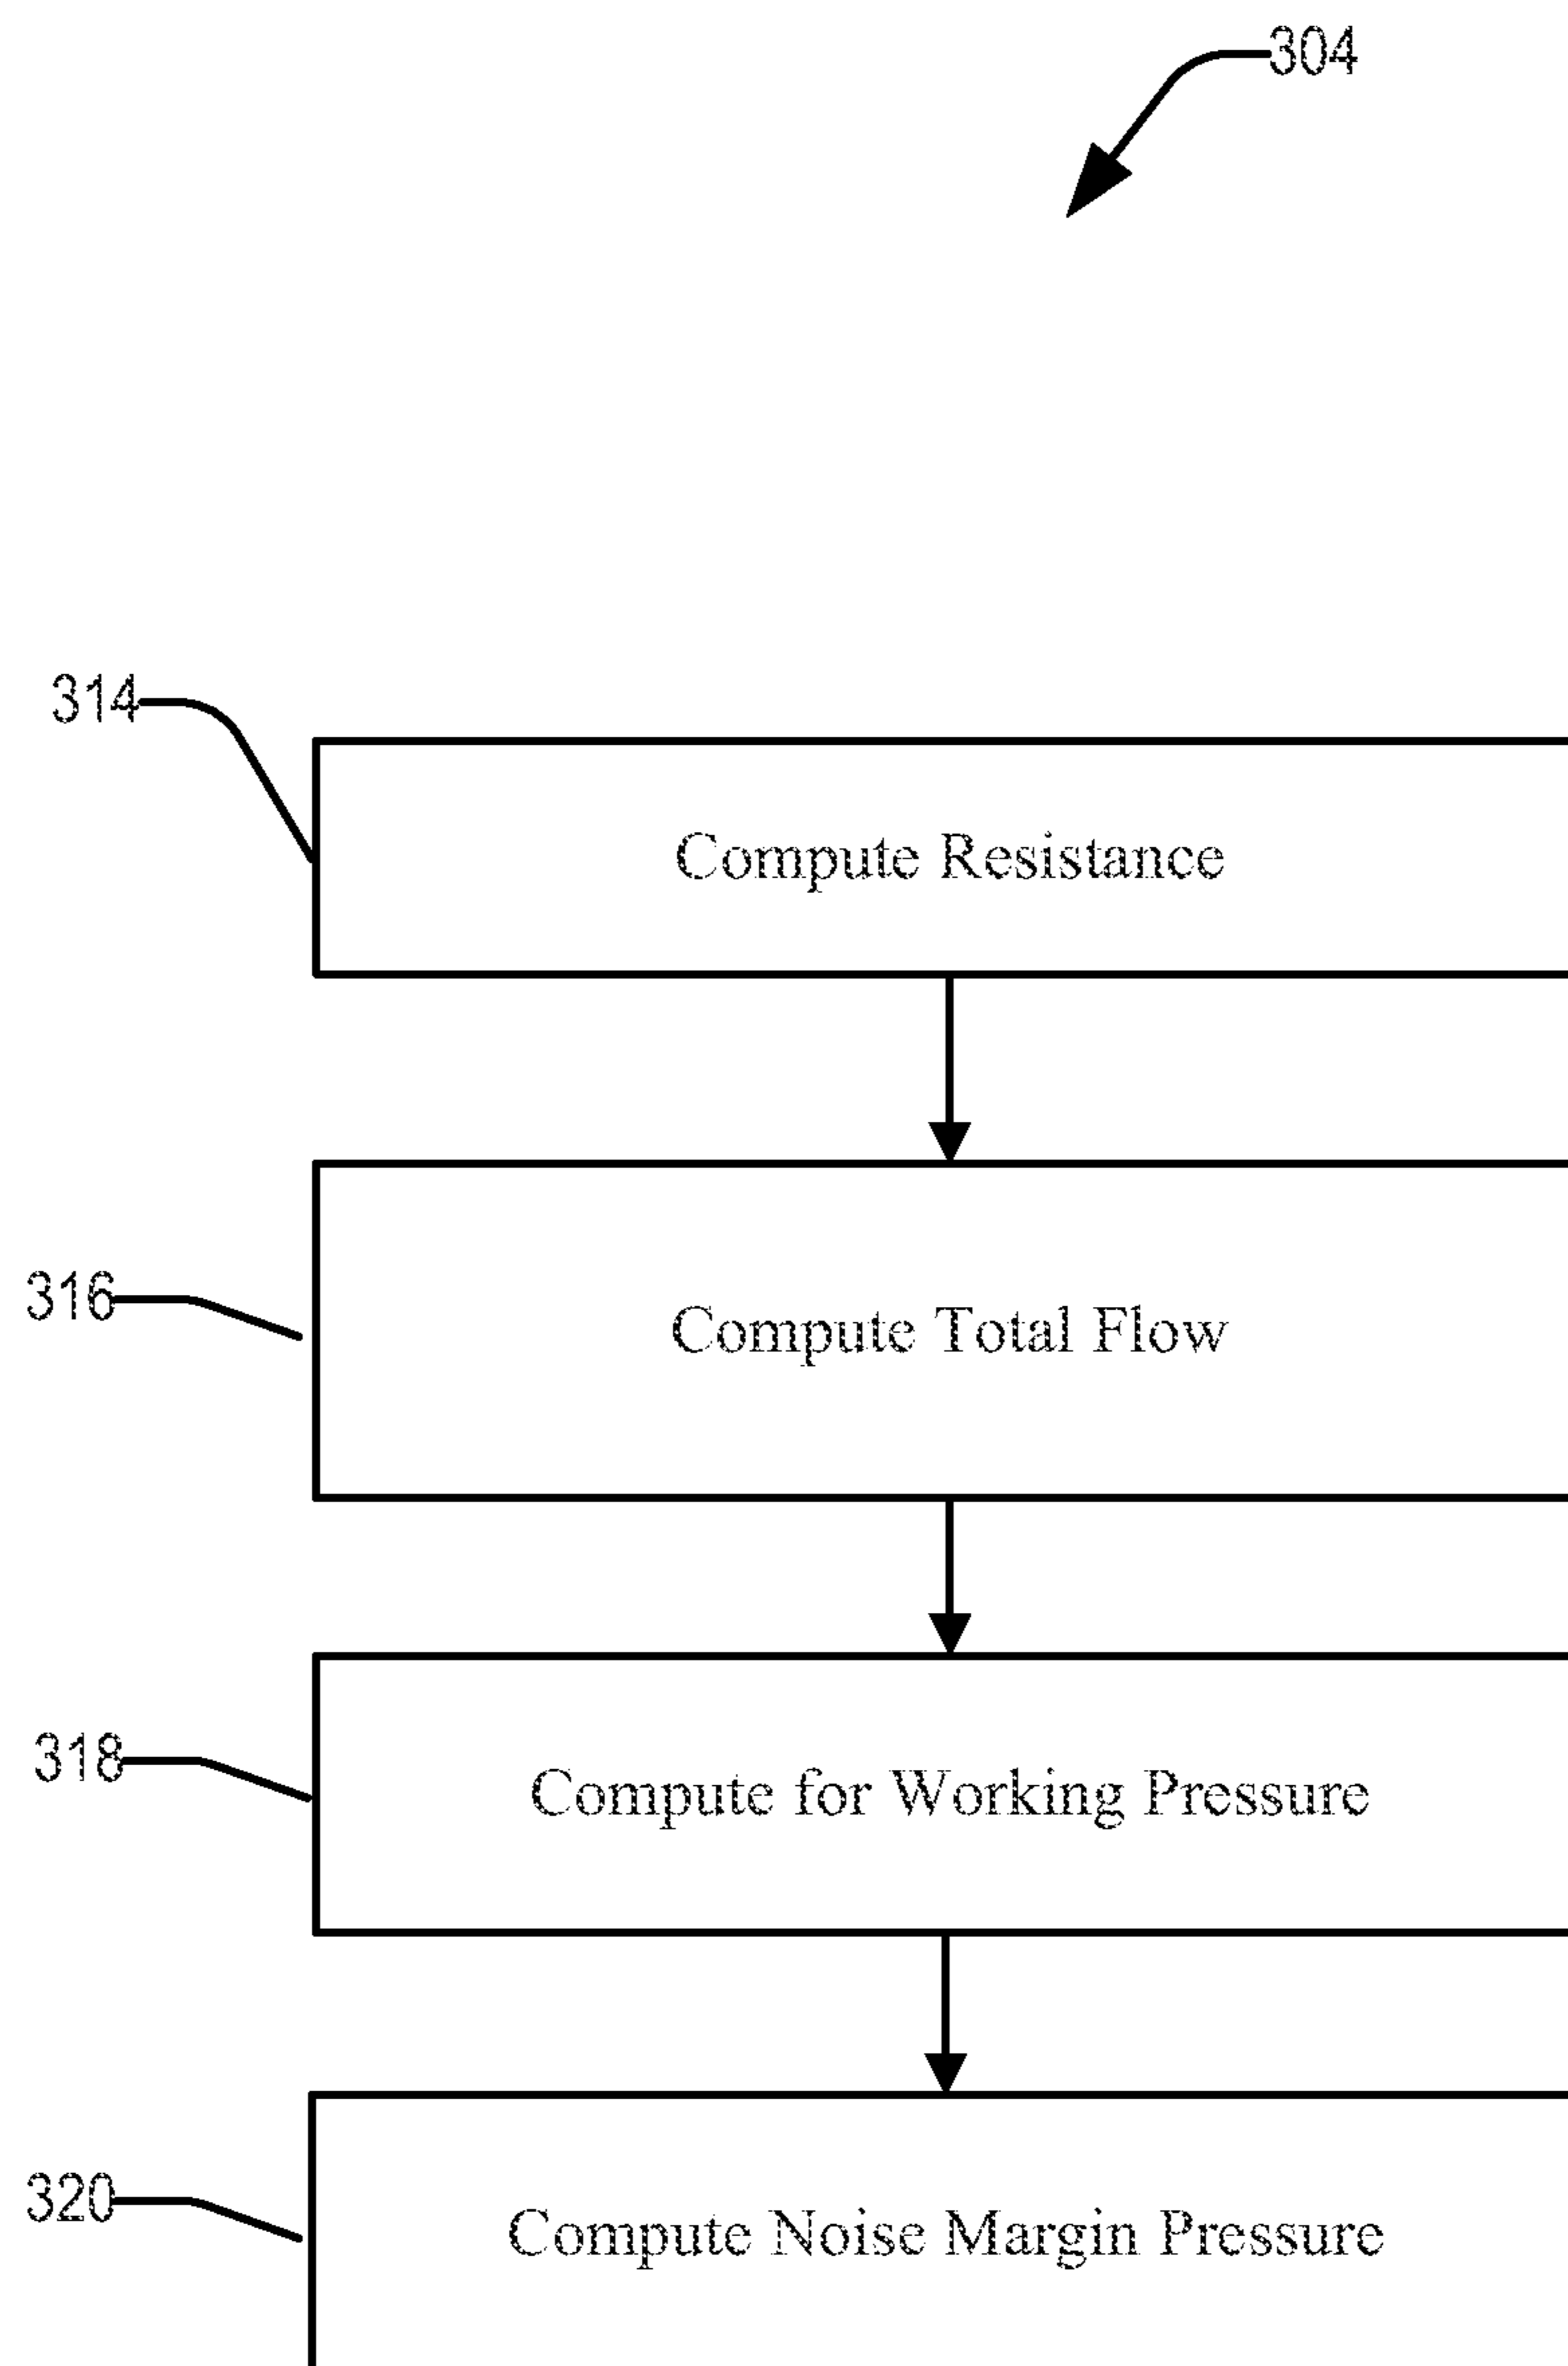 304
314
Compute Resistance
316
Compute Total Flow
318
Compute for Working Pressure
320
Compute Noise Margin Pressure